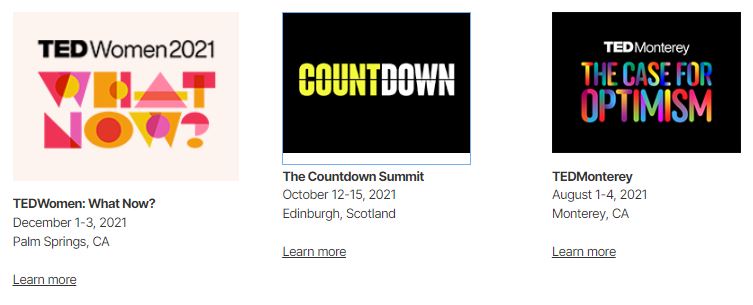 TEDWomen 2021
WHAT
NOW?
TEDWomen: What Now?
December 1-3, 2021
Palm Springs, CA
Learn more
COUNTDOWN
The Countdown Summit
October 12-15, 2021
Edinburgh, Scotland
Learn more
TEDMonterey
THE CASE FOR
OPTIMISM
TEDMonterey
August 1-4, 2021
Monterey, CA
Learn more